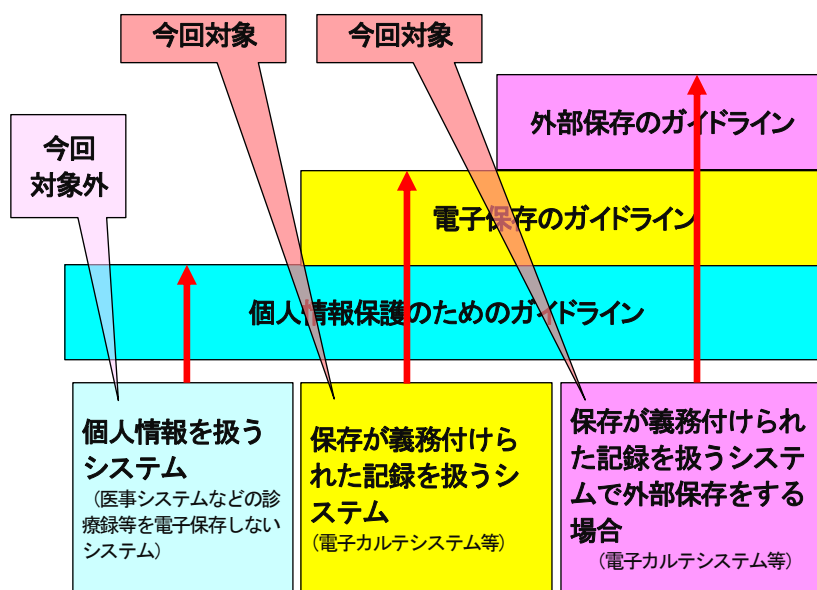 今回対象
今回対象
今回
対象外
外部保存のガイドライン
電子保存のガイドライン
個人情報保護のためのガイドライン
個人情報を扱う
システム
（医事システムなどの診
療録等を電子保存しない
システム）
保存が義務付けら
れた記録を扱うシ
ステム
（電子カルテシステム等）
保存が義務付けられ
た記録を扱うシステ
ムで外部保存をする
場合
（電子カルテシステム等）